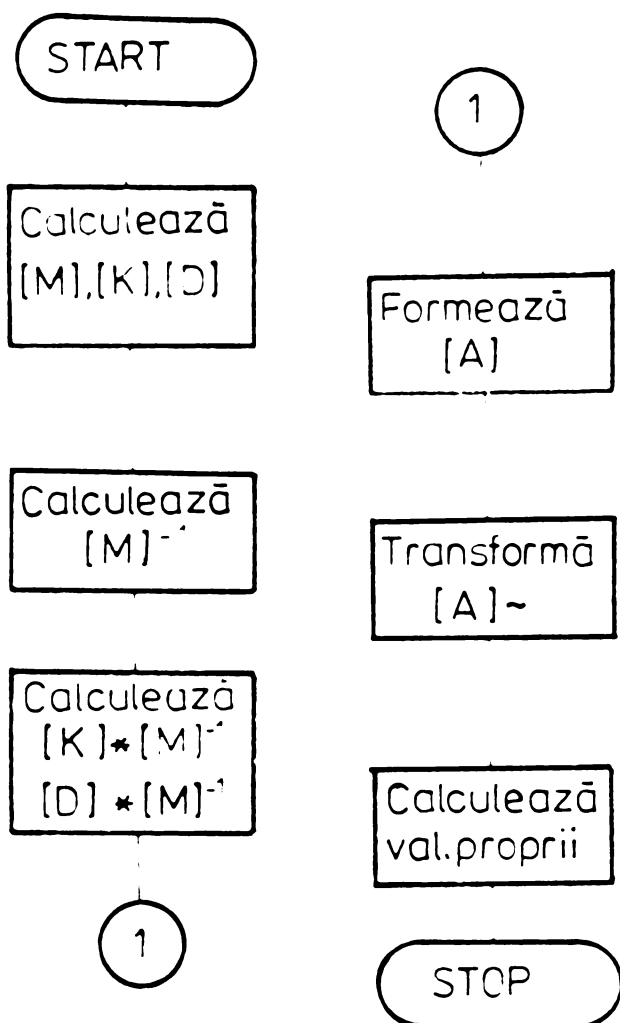 START
Calculează
[M],[K],[D]
Calculează
[M]⁻¹
Calculează
[K]*[M]⁻¹
[D]*[M]⁻¹
1
1
Formează
[A]
Transformă
[A]~
Calculează
val.proprii
STOP